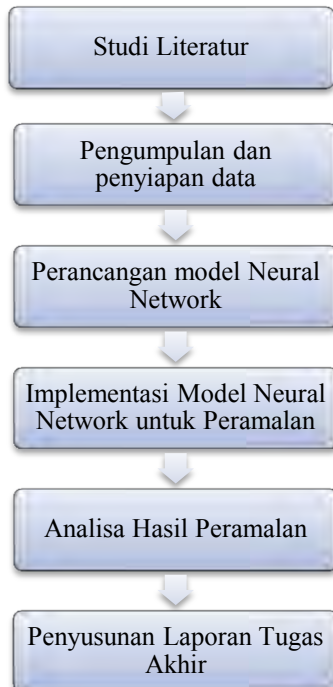 Studi Literatur
Pengumpulan dan
penyiapan data
Perancangan model Neural
Network
Implementasi Model Neural
Network untuk Peramalan
Analisa Hasil Peramalan
Penyusunan Laporan Tugas
Akhir